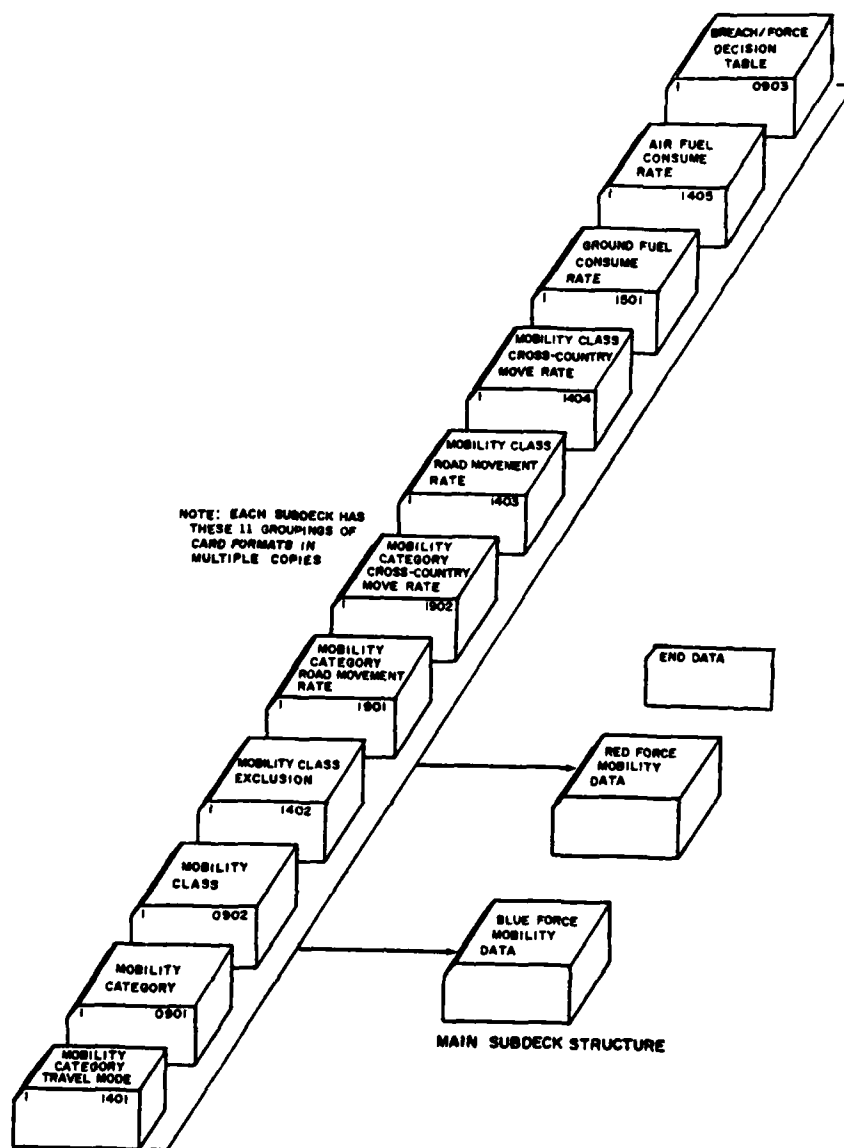 BREACH/FORCE
DECISION
TABLE
1 0903
AIR FUEL
CONSUME
RATE
1 1405
GROUND FUEL
CONSUME
RATE
1 1501
MOBILITY CLASS
CROSS-COUNTRY
MOVE RATE
1 1404
MOBILITY CLASS
ROAD MOVEMENT
RATE
1 1403
NOTE: EACH SUBDECK HAS
THESE 11 GROUPINGS OF
CARD FORMATS IN
MULTIPLE COPIES
MOBILITY
CATEGORY
CROSS-COUNTRY
MOVE RATE
1 1902
MOBILITY
CATEGORY
ROAD MOVEMENT
RATE
1 1901
END DATA
MOBILITY CLASS
EXCLUSION
1 1402
RED FORCE
MOBILITY
DATA
MOBILITY
CLASS
1 0902
BLUE FORCE
MOBILITY
DATA
MOBILITY
CATEGORY
1 0901
MAIN SUBDECK STRUCTURE
MOBILITY
CATEGORY
TRAVEL MODE
1 1401